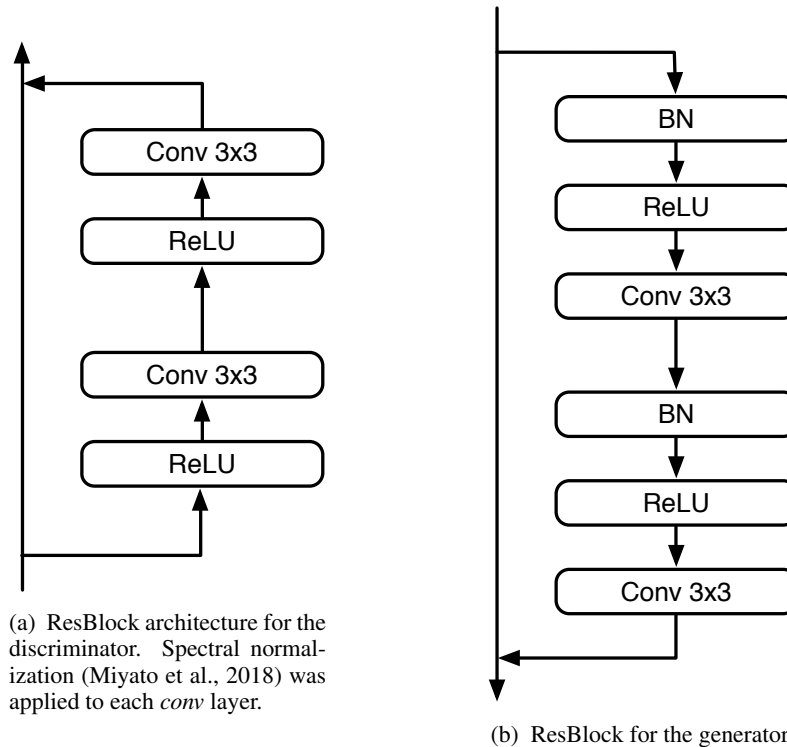 Conv 3x3
ReLU
Conv 3x3
ReLU
(a) ResBlock architecture for the
discriminator. Spectral normal-
ization (Miyato et al., 2018) was
applied to each conv layer.
BN
ReLU
Conv 3x3
BN
ReLU
Conv 3x3
(b) ResBlock for the generator